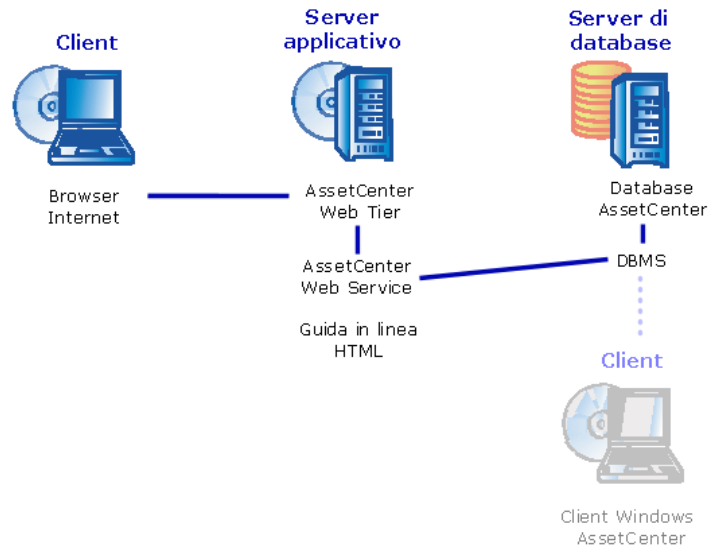 Client
Server
applicativo
Server di
database
Browser
Internet
AssetCenter
Web Tier
Database
AssetCenter
AssetCenter
Web Service
DBMS
Guida in linea
HTML
Client
Client Windows
AssetCenter